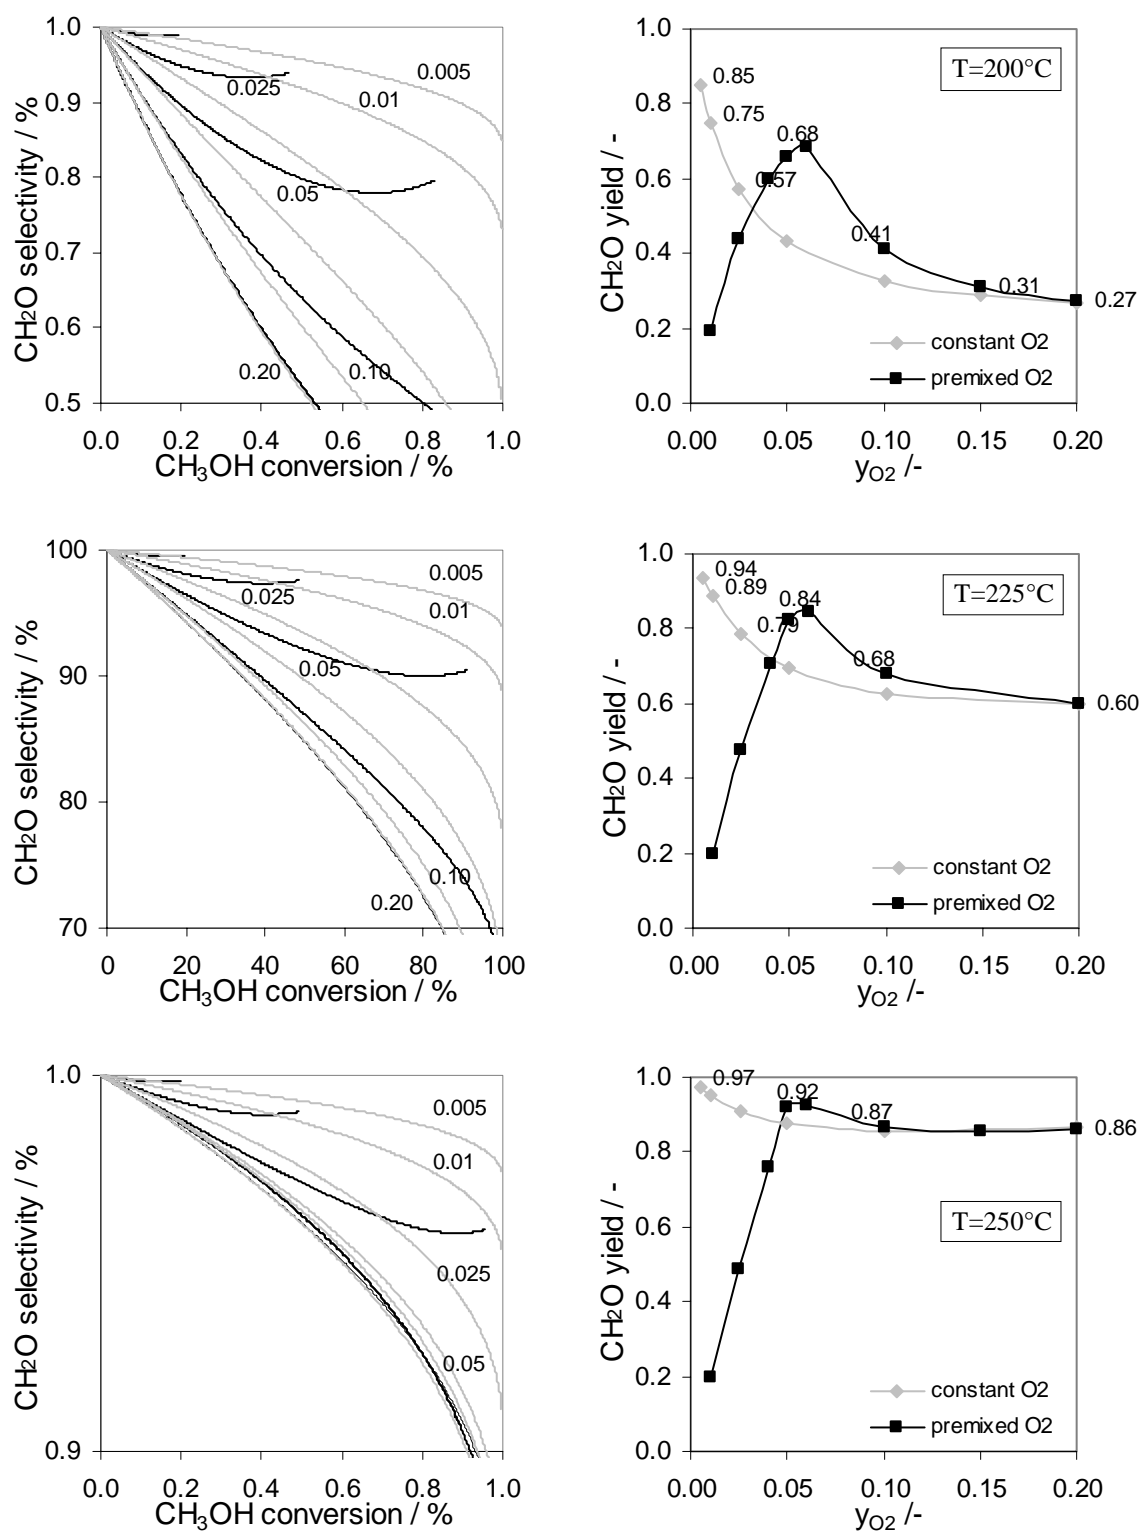 1.0
0.9
0.8
0.7
0.6
0.5
CH2O selectivity / %
0.005
0.01
0.025
0.05
0.10
0.20
0.0 0.2 0.4 0.6 0.8 1.0
CH3OH conversion / %
1.0
0.8
0.6
0.4
0.2
0.0
CH2O yield / -
T=200°C
0.85
0.75
0.68
0.57
0.41
0.31
0.27
constant O2
premixed O2
0.00 0.05 0.10 0.15 0.20
yO2 /-
100
90
80
70
CH2O selectivity / %
0.005
0.01
0.025
0.05
0.10
0.20
0 20 40 60 80 100
CH3OH conversion / %
1.0
0.8
0.6
0.4
0.2
0.0
CH2O yield / -
T=225°C
0.94
0.89
0.84
0.79
0.68
0.60
constant O2
premixed O2
0.00 0.05 0.10 0.15 0.20
yO2 /-
1.0
0.9
CH2O selectivity / %
0.005
0.01
0.025
0.05
0.0 0.2 0.4 0.6 0.8 1.0
CH3OH conversion / %
1.0
0.8
0.6
0.4
0.2
0.0
CH2O yield / -
0.97
0.92
0.87
0.86
T=250°C
constant O2
premixed O2
0.00 0.05 0.10 0.15 0.20
yO2 /-